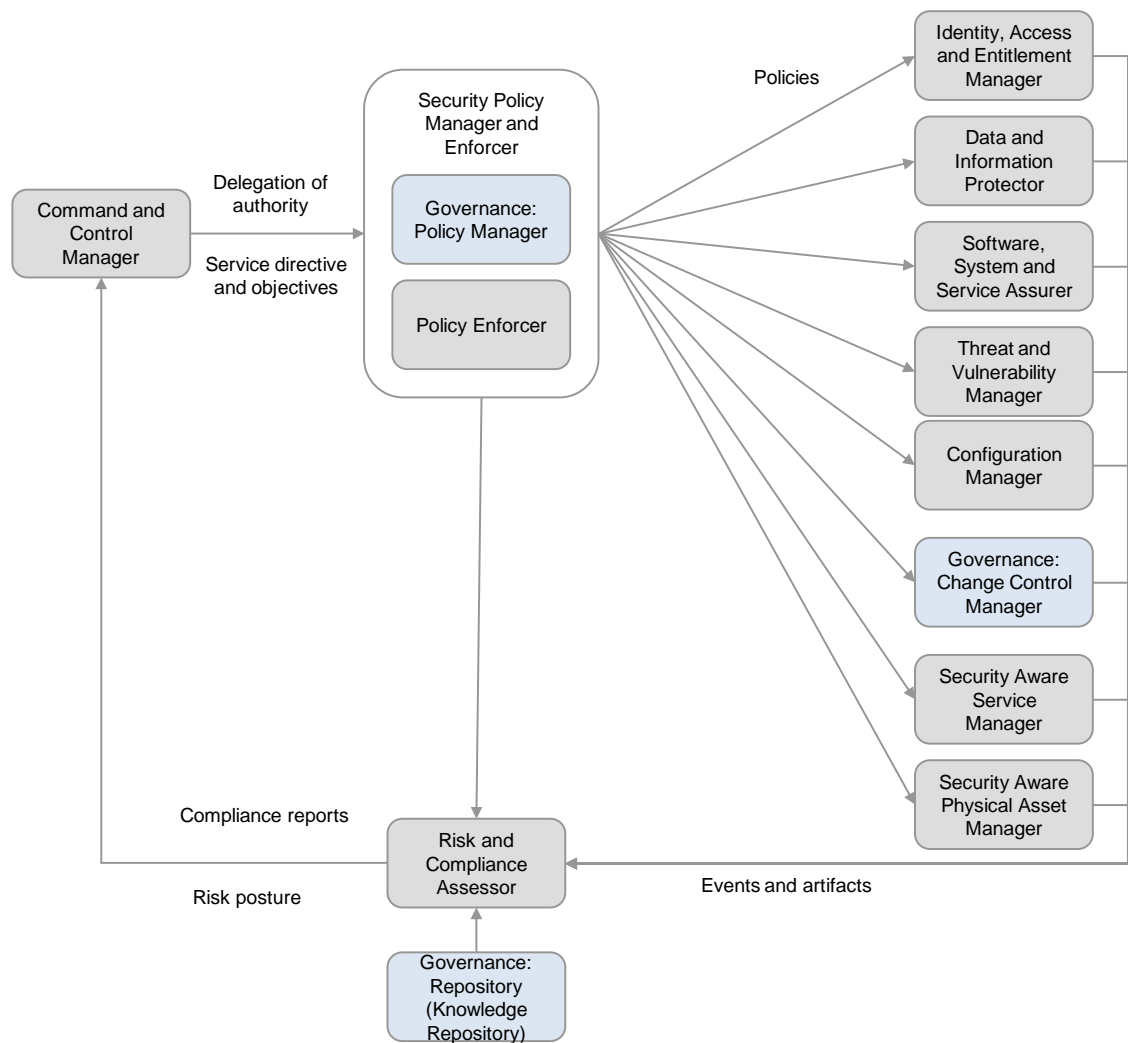 Identity, Access
and Entitlement
Manager
Policies
Security Policy
Manager and
Enforcer
Data and
Information
Protector
Delegation of
authority
Command and
Control
Manager
Governance:
Policy Manager
Service directive
and objectives
Software,
System and
Service Assurer
Policy Enforcer
Threat and
Vulnerability
Manager
Configuration
Manager
Governance:
Change Control
Manager
Security Aware
Service
Manager
Security Aware
Physical Asset
Manager
Compliance reports
Risk and
Compliance
Assessor
Risk posture
Events and artifacts
Governance:
Repository
(Knowledge
Repository)